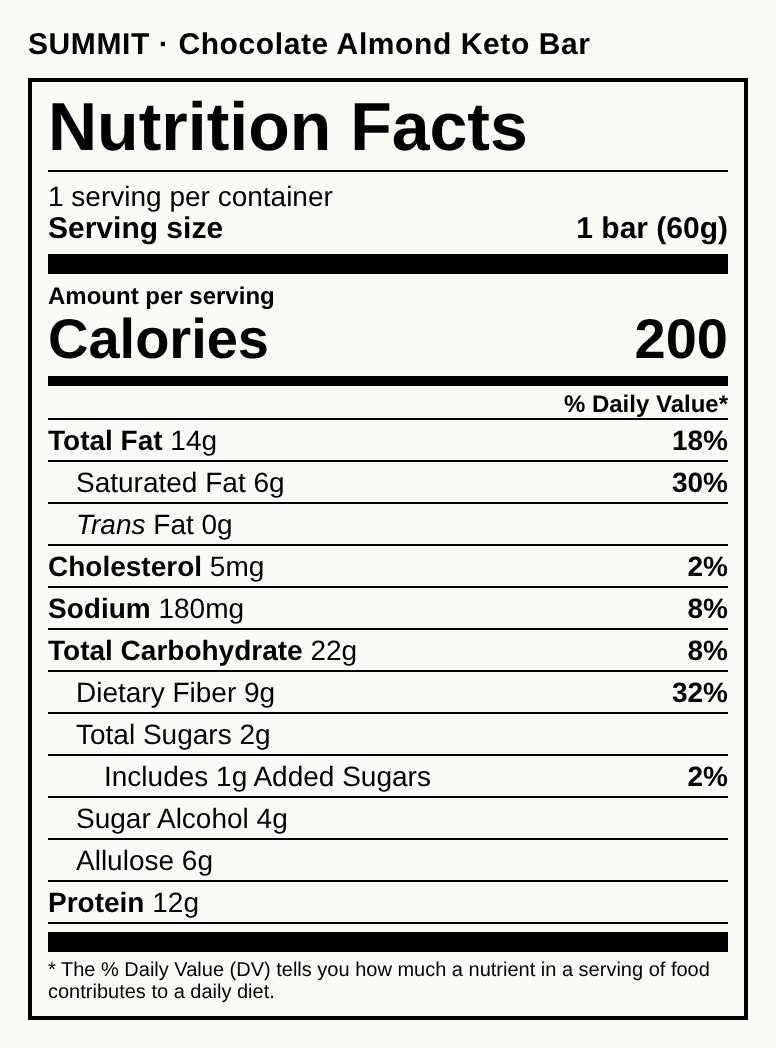 SUMMIT · Chocolate Almond Keto Bar
Nutrition Facts
1 serving per container
Serving size 1 bar (60g)
Amount per serving
Calories 200
% Daily Value*
Total Fat 14g 18%
Saturated Fat 6g 30%
Trans Fat 0g
Cholesterol 5mg 2%
Sodium 180mg 8%
Total Carbohydrate 22g 8%
Dietary Fiber 9g 32%
Total Sugars 2g
Includes 1g Added Sugars 2%
Sugar Alcohol 4g
Allulose 6g
Protein 12g
* The % Daily Value (DV) tells you how much a nutrient in a serving of food
contributes to a daily diet.